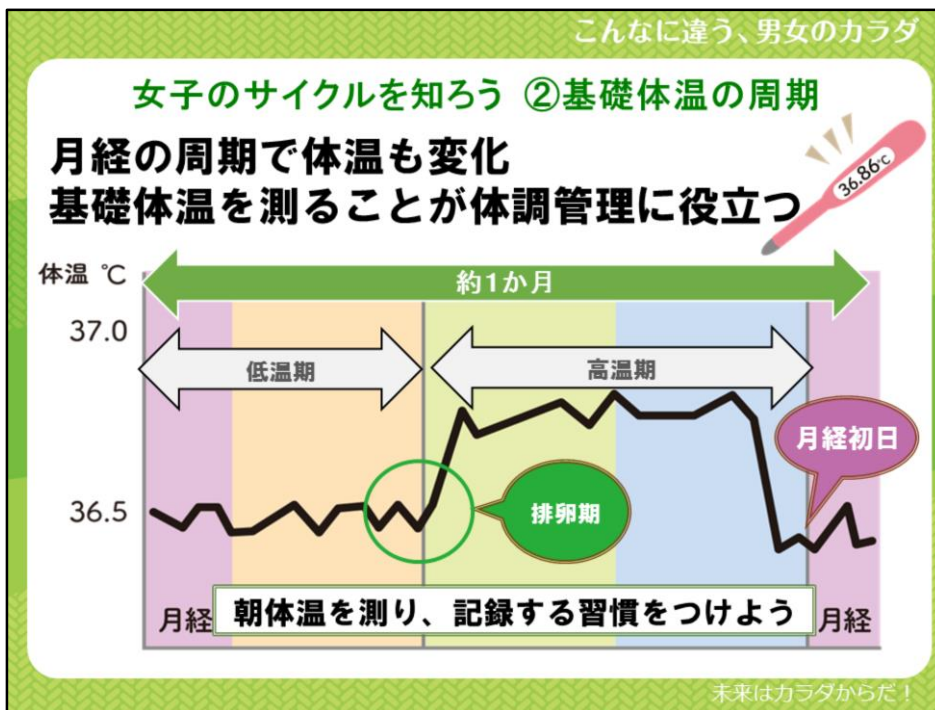 こんなに違う、男女のカラダ
女子のサイクルを知ろう ②基礎体温の周期
月経の周期で体温も変化
基礎体温を測ることが体調管理に役立つ
36.86℃
体温 ℃
約1か月
37.0
低温期
高温期
月経初日
36.5
排卵期
月経
朝体温を測り、記録する習慣をつけよう
月経
未来はカラダからだ！